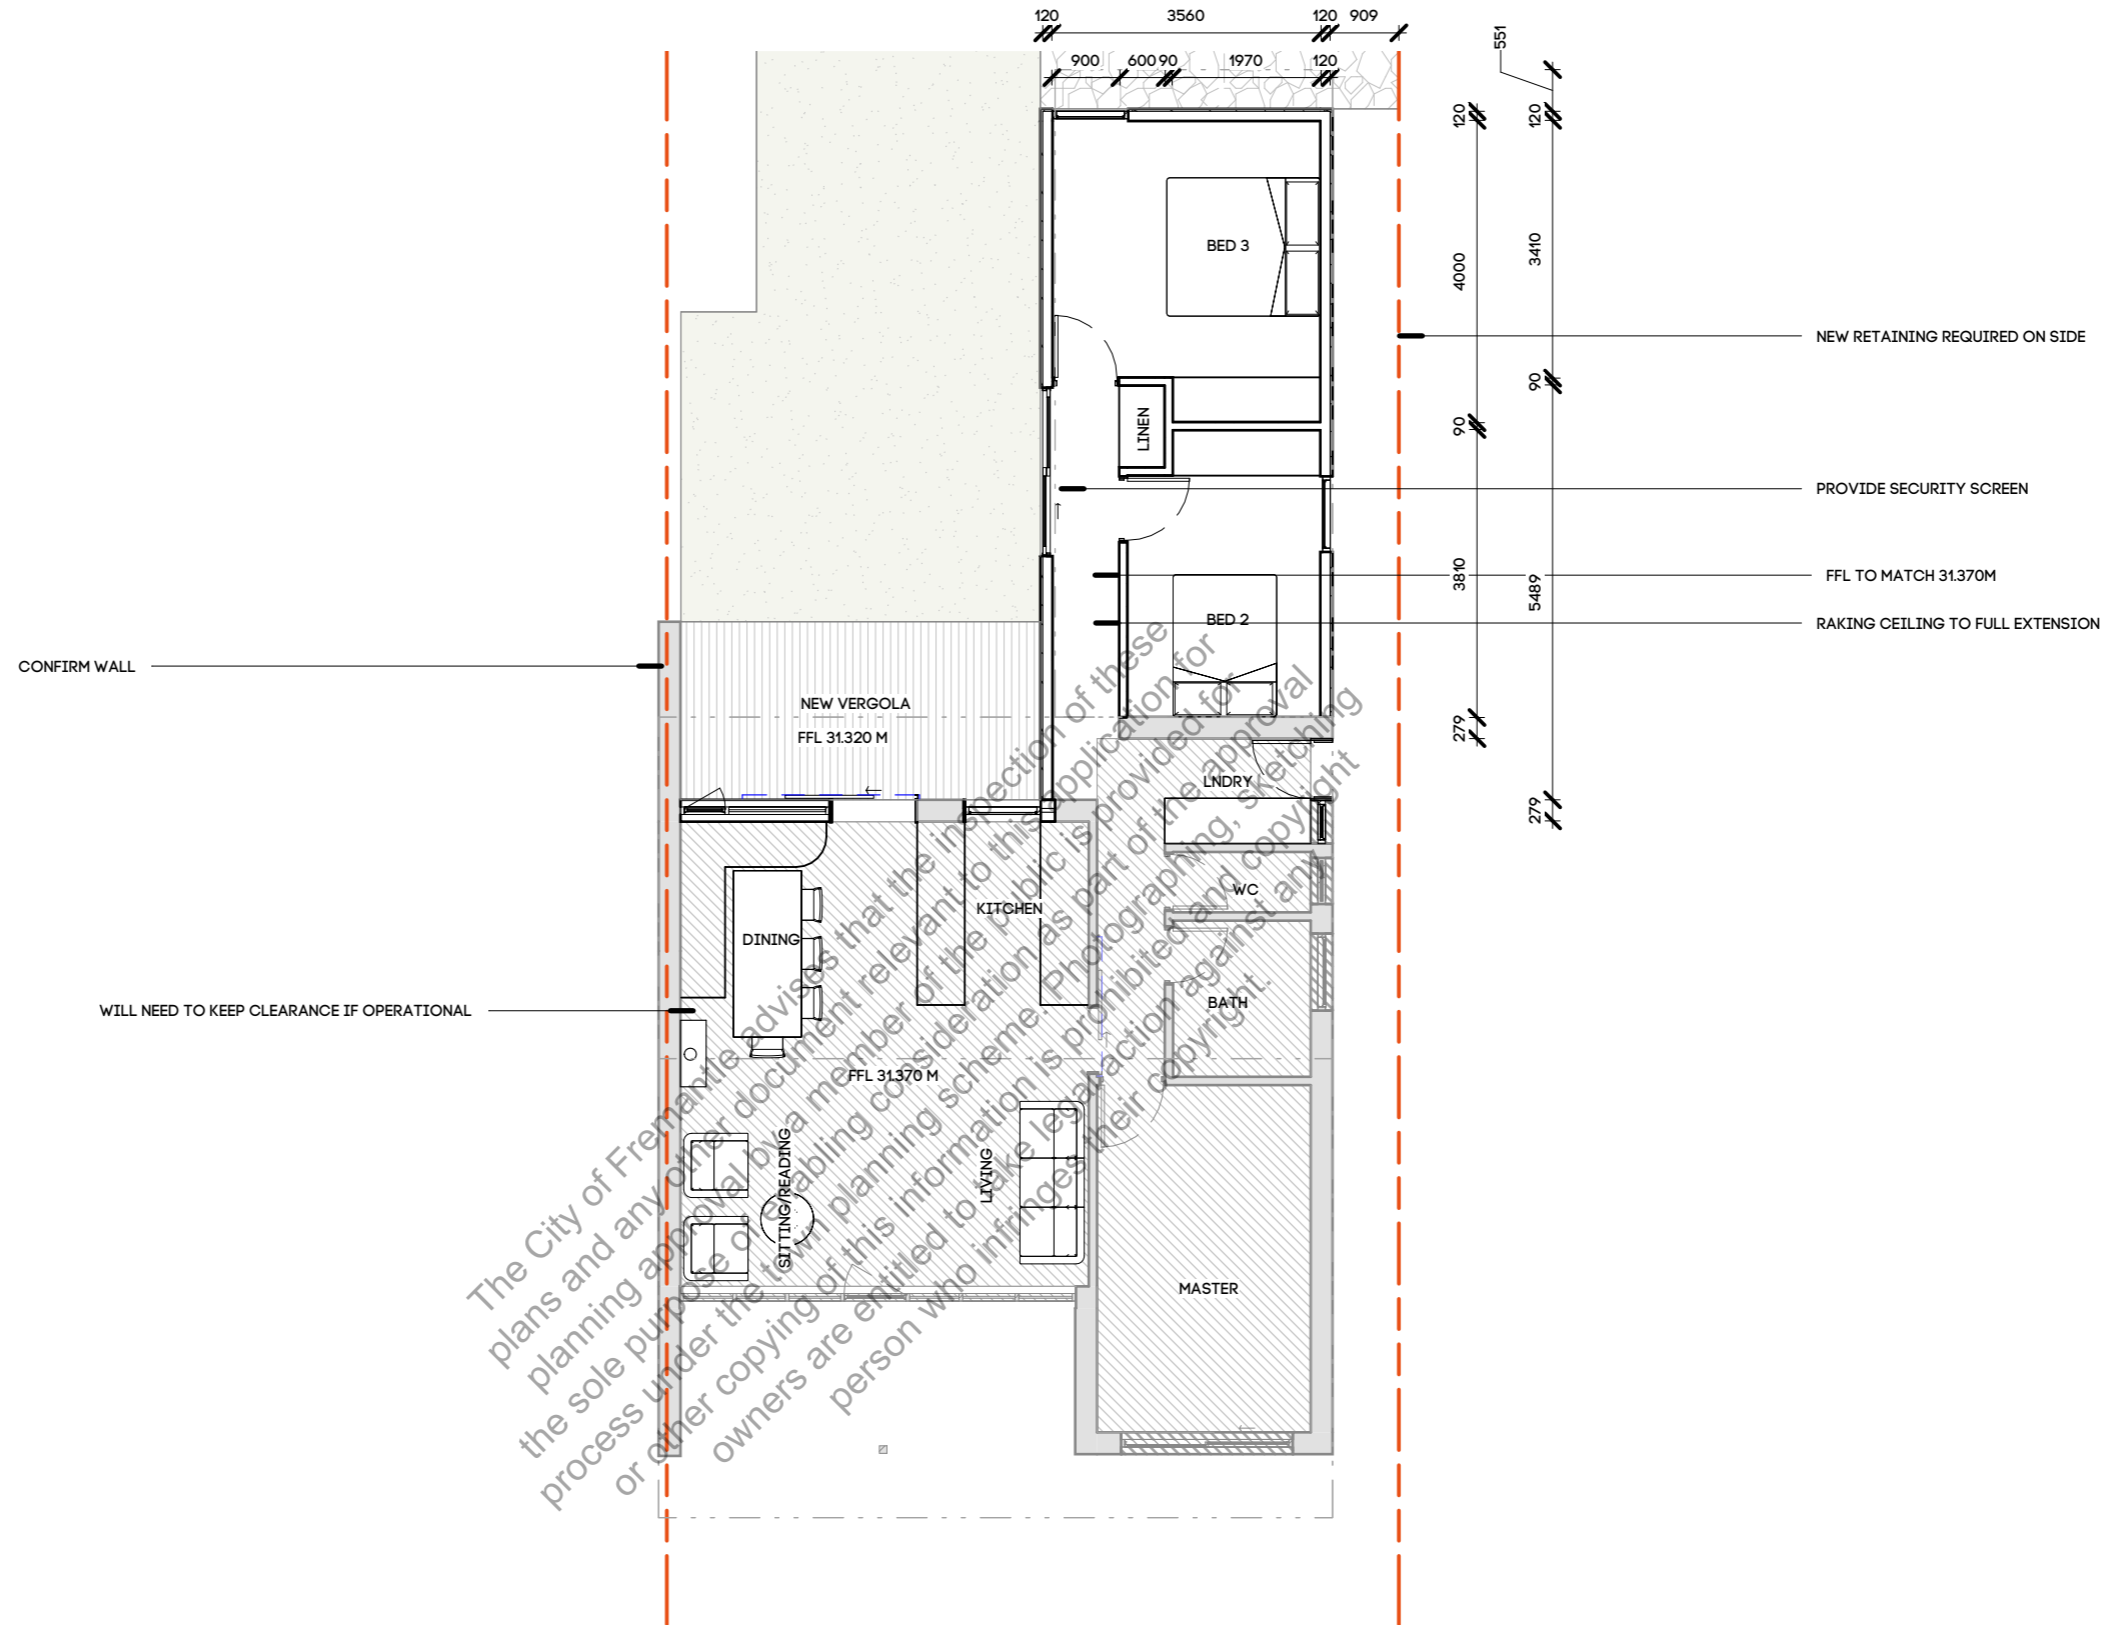 120 3560 120 909
900 600 90 1970 120
551
120 120
BED 3
3410
4000
NEW RETAINING REQUIRED ON SIDE
90
LINEN
90
PROVIDE SECURITY SCREEN
3810
5489
FFL TO MATCH 31.370M
BED 2
RAKING CEILING TO FULL EXTENSION
CONFIRM WALL
NEW VERGOLA
FFL 31.320 M
279
LNDRY
279
WC
KITCHEN
DINING
BATH
WILL NEED TO KEEP CLEARANCE IF OPERATIONAL
FFL 31.370 M
SITTING/READING
LIVING
MASTER
The City of Fremantle advises that the inspection of these
plans and any other document relevant to this application for
planning approval by a member of the public is provided for
the sole purpose of enabling consideration as part of the approval
process under the town planning scheme. Photographing, sketching
or other copying of this information is prohibited and copyright
owners are entitled to take legal action against any
person who infringes their copyright.